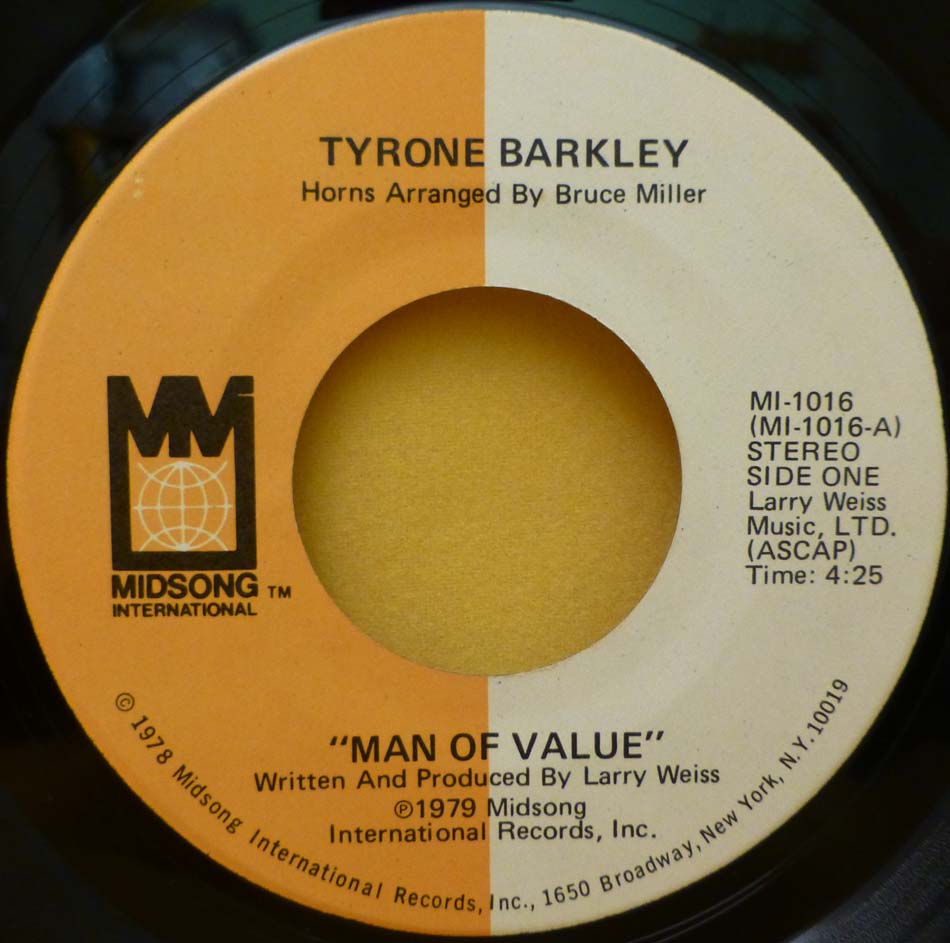 TYRONE BARKLEY
Horns Arranged By Bruce Miller
MM
MIDSONG TM
INTERNATIONAL
MI-1016
(MI-1016-A)
STEREO
SIDE ONE
Larry Weiss
Music, LTD.
(ASCAP)
Time: 4:25
"MAN OF VALUE"
Written And Produced By Larry Weiss
℗1979 Midsong
International Records, Inc.
© 1978 Midsong International Records, Inc., 1650 Broadway, New York, N.Y. 10019